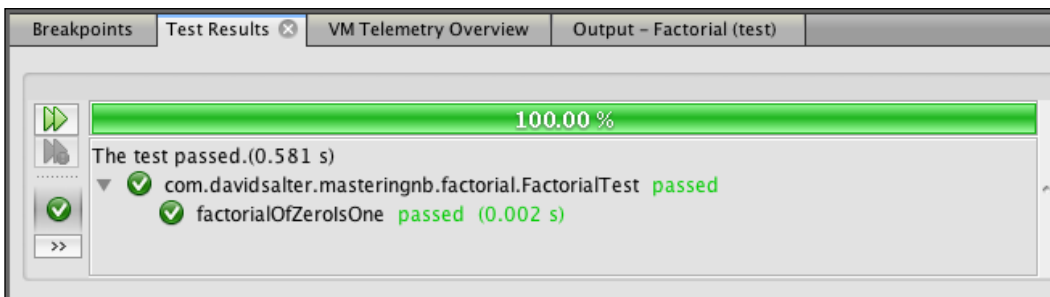 Breakpoints Test Results VM Telemetry Overview Output – Factorial (test)
100.00 %
The test passed.(0.581 s)
com.davidsalter.masteringnb.factorial.FactorialTest passed
factorialOfZeroIsOne passed (0.002 s)
>>